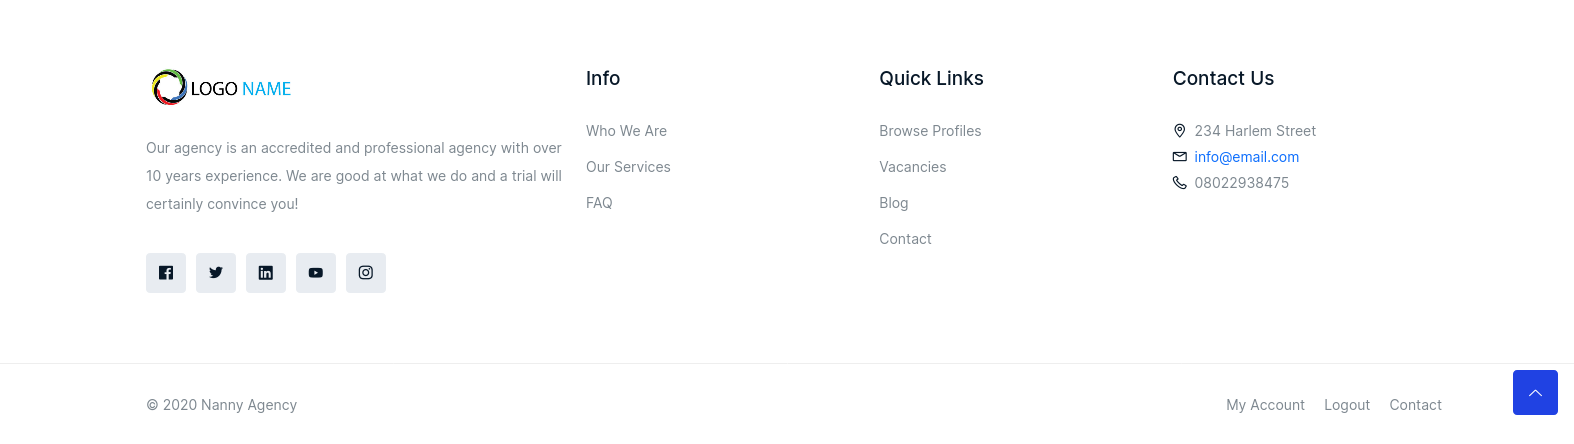 LOGO NAME
Our agency is an accredited and professional agency with over
10 years experience. We are good at what we do and a trial will
certainly convince you!
Info
Who We Are
Our Services
FAQ
Quick Links
Browse Profiles
Vacancies
Blog
Contact
Contact Us
234 Harlem Street
info@email.com
08022938475
© 2020 Nanny Agency
My Account Logout Contact